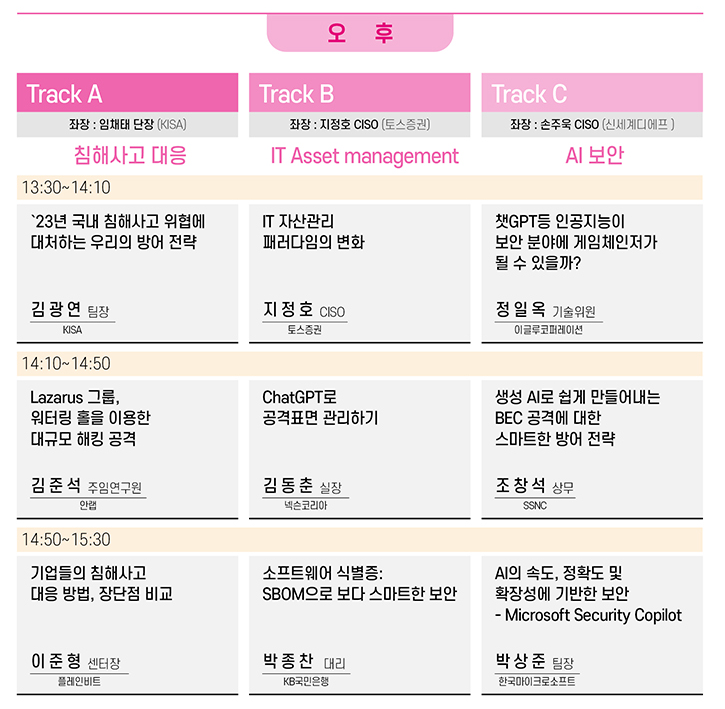 오 후
Track A
Track B
Track C
좌장 : 임채태 단장 (KISA)
좌장 : 지정호 CISO (토스증권)
좌장 : 손주욱 CISO (신세계디에프 )
침해사고 대응
IT Asset management
AI 보안
13:30~14:10
`23년 국내 침해사고 위협에
대처하는 우리의 방어 전략
김광연 팀장
KISA
IT 자산관리
패러다임의 변화
지정호 CISO
토스증권
챗GPT등 인공지능이
보안 분야에 게임체인저가
될 수 있을까?
정일옥 기술위원
이글루코퍼레이션
14:10~14:50
Lazarus 그룹,
워터링 홀을 이용한
대규모 해킹 공격
김준석 주임연구원
안랩
ChatGPT로
공격표면 관리하기
김동춘 실장
넥슨코리아
생성 AI로 쉽게 만들어내는
BEC 공격에 대한
스마트한 방어 전략
조창석 상무
SSNC
14:50~15:30
기업들의 침해사고
대응 방법, 장단점 비교
이준형 센터장
플레인비트
소프트웨어 식별증:
SBOM으로 보다 스마트한 보안
박종찬 대리
KB국민은행
AI의 속도, 정확도 및
확장성에 기반한 보안
- Microsoft Security Copilot
박상준 팀장
한국마이크로소프트